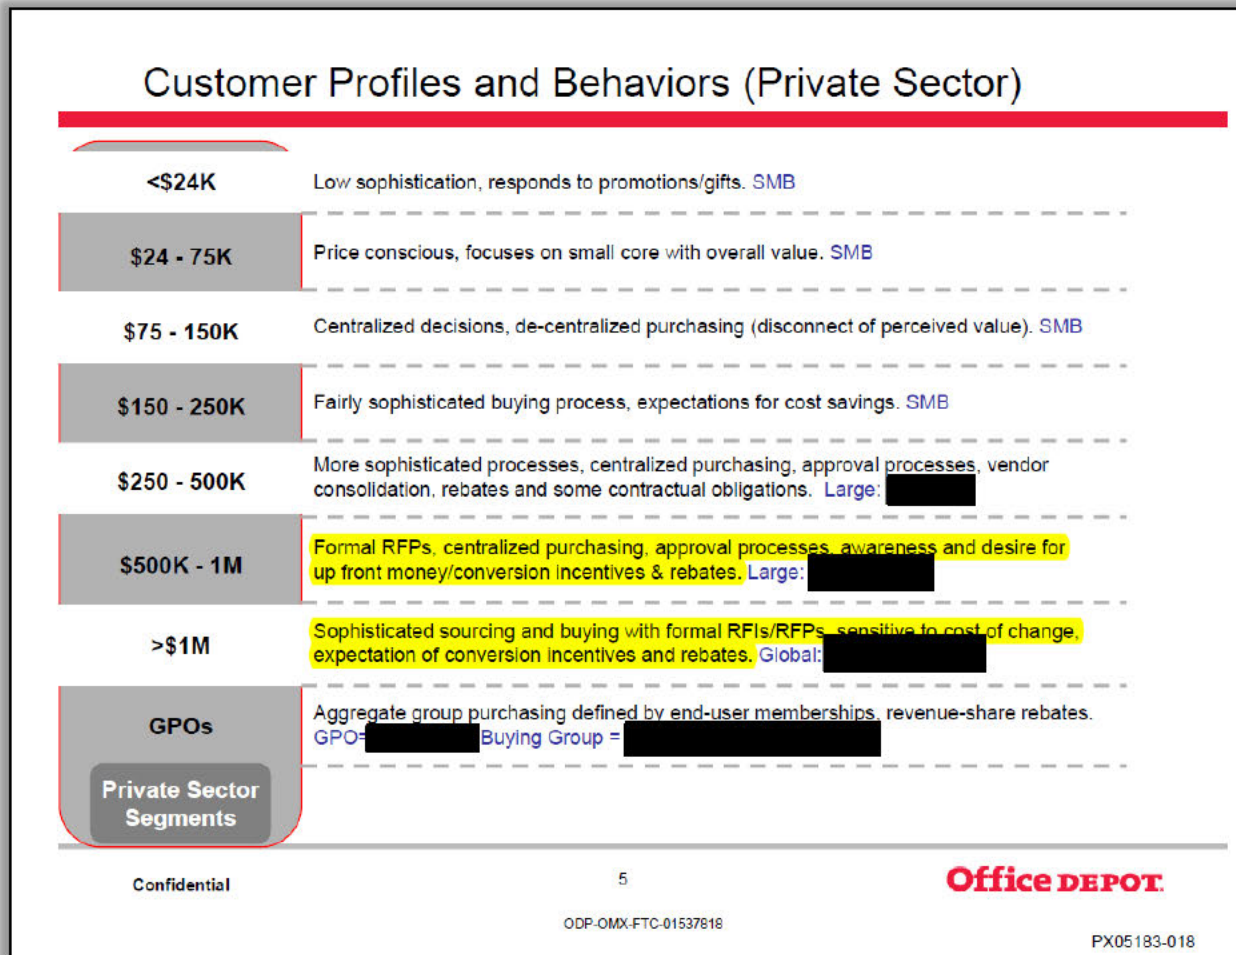 Customer Profiles and Behaviors (Private Sector)
<$24K
Low sophistication, responds to promotions/gifts. SMB
$24 - 75K
Price conscious, focuses on small core with overall value. SMB
$75 - 150K
Centralized decisions, de-centralized purchasing (disconnect of perceived value). SMB
$150 - 250K
Fairly sophisticated buying process, expectations for cost savings. SMB
$250 - 500K
More sophisticated processes, centralized purchasing, approval processes, vendor
consolidation, rebates and some contractual obligations. Large:
$500K - 1M
Formal RFPs, centralized purchasing, approval processes, awareness and desire for
up front money/conversion incentives & rebates. Large:
>$1M
Sophisticated sourcing and buying with formal RFIs/RFPs, sensitive to cost of change,
expectation of conversion incentives and rebates. Global:
GPOs
Aggregate group purchasing defined by end-user memberships, revenue-share rebates.
GPO= Buying Group =
Private Sector
Segments
Confidential
5
Office DEPOT.
ODP-OMX-FTC-01537818
PX05183-018